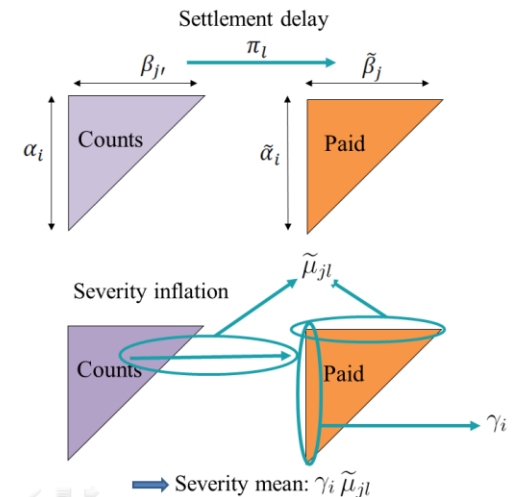 Settlement delay
π_l
β_{j′}
β̃_j
α_i
Counts
α̃_i
Paid
μ̃_{jl}
Severity inflation
Counts
Paid
γ_i
Severity mean: γ_i μ̃_{jl}